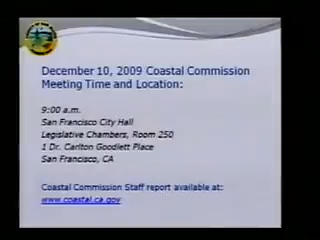 December 10, 2009 Coastal Commission
Meeting Time and Location:
9:00 a.m.
San Francisco City Hall
Legislative Chambers, Room 250
1 Dr. Carlton Goodlett Place
San Francisco, CA
Coastal Commission Staff report available at:
www.coastal.ca.gov